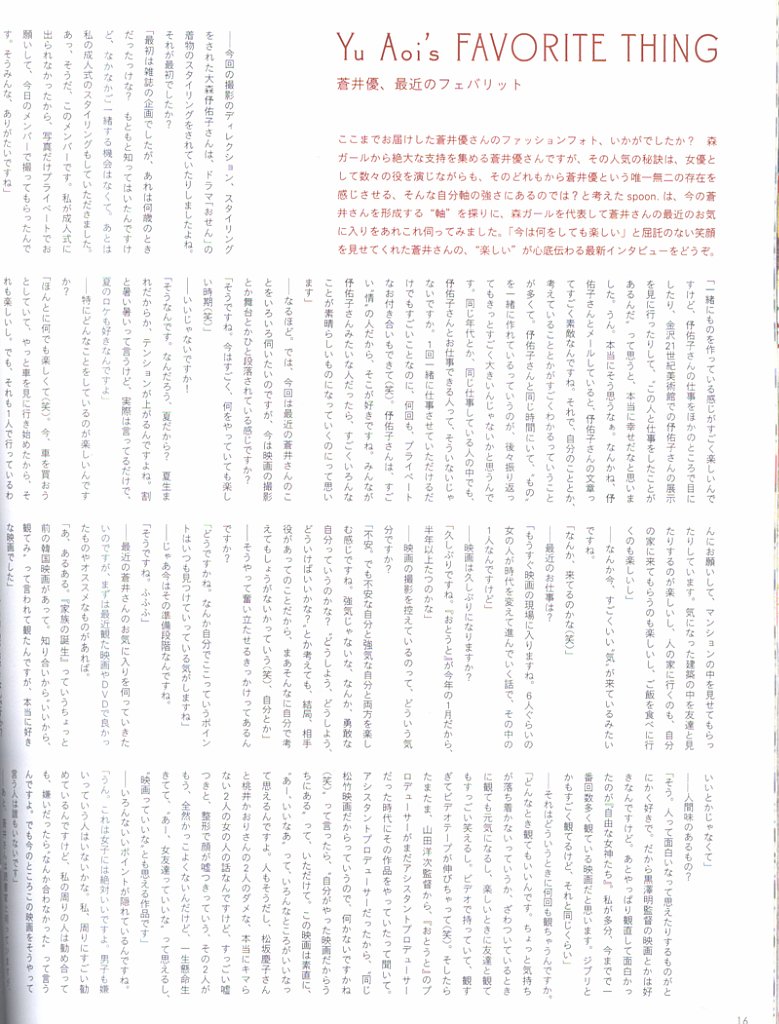 Yu Aoi's FAVORITE THING
蒼井優、最近のフェバリット
ここまでお届けした蒼井優さんのファッションフォト、いかがでしたか？ 森
ガールから絶大な支持を集める蒼井優さんですが、その人気の秘訣は、女優と
して数々の役を演じながらも、そのどれもから蒼井優という唯一無二の存在を
感じさせる、そんな自分軸の強さにあるのでは？と考えたspoon.は、今の蒼
井さんを形成する“軸”を探りに、森ガールを代表して蒼井さんの最近のお気
に入りをあれこれ伺ってみました。「今は何をしても楽しい」と屈託のない笑顔
を見せてくれた蒼井さんの、“楽しい”が心底伝わる最新インタビューをどうぞ。
――今回の撮影のディレクション、スタイリング
をされた大森伃佑子さんは、ドラマ『おせん』の
着物のスタイリングをされていたりしましたよね。
それが最初でしたか？
「最初は雑誌の企画でしたが、あれは何歳のとき
だったっけな？ もともと知ってはいたんですけ
ど、なかなかご一緒する機会はなくて。あとは
私の成人式のスタイリングもしていただきました。
あっ、そうだ、このメンバーです。私が成人式に
出られなかったから、写真だけプライベートでお
願いして、今日のメンバーで撮ってもらったんで
す。そうみんな、ありがたいですね」
「一緒にものを作っている感じがすごく楽しいんで
すけど、伃佑子さんの仕事をほかのところで目に
したり、金沢21世紀美術館での伃佑子さんの展示
を見に行ったりして、“この人と仕事をしたことが
あるんだ”って思うと、本当に幸せだなと思いま
した。うん。本当にそう思うなぁ。なんかね、伃
佑子さんとメールしていると、伃佑子さんの文章っ
てすごく素敵なんですね。それで、自分のこととか、
考えていることとかがすごくわかるっていうこと
が多くて。伃佑子さんと同じ時間にいて、もの
を一緒に作れているっていうのが、後々振り返っ
てもきっとすごく大きいんじゃないかと思うんで
す。同じ年代とか、同じ仕事している人の中でも、
伃佑子さんとお仕事できる人って、そういないじゃ
ないですか。1回一緒に仕事させていただけるだ
けでもすごいことなのに、何回も、プライベート
なお付き合いもできて（笑）。伃佑子さんは、すご
い“情”の人だから、そこが好きですね。みんなが
伃佑子さんみたいな人だったら、すごくいろんな
ことが素晴らしいものになっていくのにって思い
ます」
――なるほど。では、今回は最近の蒼井さんのこ
とをいろいろ伺いたいのですが、今は映画の撮影
とか舞台とかひと段落されている感じですか？
「そうですね。今はすごく、何をやっていても楽し
い時期（笑）」
――いいじゃないですか！
「そうなんです。なんだろう、夏だから？ 夏生ま
れだからか、テンションが上がるんですよね。割
と暑い暑いって言うけど、実際は言ってるだけで、
夏のロケも好きなんですよ」
――特にどんなことをしているのが楽しいんです
か？
「ほんとに何でも楽しくて（笑）。今、車を買おう
としていて、やっと車を見に行き始めたから、そ
れも楽しいし、でも、それも1人で行っているわ
んにお願いして、マンションの中を見せてもらっ
たりしています。気になった建築の中を友達と見
たりするのが楽しいし、人の家に行くのも、自分
の家に来てもらうのも楽しいし、ご飯を食べに行
くのも楽しいし」
――なんか今、すごくいい“気”が来ているみたい
ですね。
「なんか、来てるのかな（笑）」
――最近のお仕事は？
「もうすぐ映画の現場に入りますね。6人ぐらいの
女の人が時代を変えて進んでいく話で、その中の
1人なんですけど」
――映画は久しぶりになりますか？
「久しぶりですね。『おとうと』が今年の1月だから、
半年以上たつのかな」
――映画の撮影を控えているのって、どういう気
分ですか？
「不安、でも不安な自分と強気な自分と両方を楽し
む感じですね。強気じゃないな、なんか、勇敢な
自分っていうのかな？“どうしよう、どうしよう、
どういけばいいかな？”とか考えても、結局、相手
役があってのことだから、まあそんなに自分で考
えてもしょうがないかっていう（笑）、自分とか」
――そうやって奮い立たせるきっかけってあるん
ですか？
「どうですかね。なんか自分でここっていうポイン
トはいつも見つけていっている気がしますね」
――じゃあ今はその準備段階なんですね。
「そうですね。ふふふ」
――最近の蒼井さんのお気に入りを伺っていきた
いのですが、まずは最近観た映画やDVDで良かっ
たものやオススメなものがあれば。
「あ、あるある。『家族の誕生』っていうちょっと
前の韓国映画があって、知り合いから“いいから、
観てみ”って言われて観たんですが、本当に好き
な映画でした」
いいとかじゃなくて」
――人間味のあるもの？
「そう。人って面白いなって思えたりするものがと
にかく好きで。だから黒澤明監督の映画とかは好
きなんですけど。あとやっぱり観直して面白かっ
たのが『自由な女神たち』。私が多分、今までで一
番回数多く観ている映画だと思います。ジブリと
かもすごく観てるけど、それと同じくらい」
――それはどういうときに何回も観ちゃうんですか。
「どんなとき観てもいいんです。ちょっと気持ち
が落ち着かないっていうか、ざわついているとき
に観ても元気になるし、楽しいときに友達と観て
もすっごい笑えるし。ビデオで持っていて、観す
ぎてビデオテープが伸びちゃって（笑）。そしたら
たまたま、山田洋次監督から、『おとうと』のプ
ロデューサーがまだアシスタントプロデューサー
だった時代にその作品をやっていたって聞いて。
アシスタントプロデューサーだったから、“同じ
松竹映画だからっていうので、何かないですかね
（笑）”って言ったら、“自分がやった映画だからう
ちにある”って、いただけて。この映画は素直に、
“あー、いいなあ”って、いろんなところがいいなっ
て思えるんですよ。人もそうだし、松坂慶子さん
と桃井かおりさんの2人のダメな、本当にキマら
ない2人の女の人の話なんですけど、すっごい嘘
つきと、整形で顔が嘘つきっていう。その2人が
もう、全然かっこよくないんだけど、一生懸命生
きてて、“あー、女友達っていいな”って思えるし、
“映画っていいな”とも思える作品です」
――いろんないいポイントが隠れているんですね。
「うん。これは女子には絶対いいですよ。男子も嫌
いっていう人はいないかな。私、周りにすごい勧
めているんですけど、私の周りの人は勧め合って
も、嫌いだったら“なんか合わなかった”って言う
んですよ。でも今のところこの映画をそうやって
言う人は誰もいないです」
16